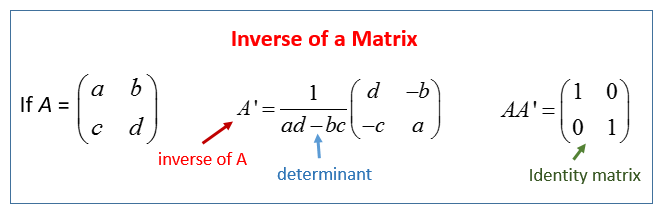 Inverse of a Matrix
If A = (a b
c d)
A' = 1/(ad – bc) (d –b
–c a)
AA' = (1 0
0 1)
inverse of A
determinant
Identity matrix